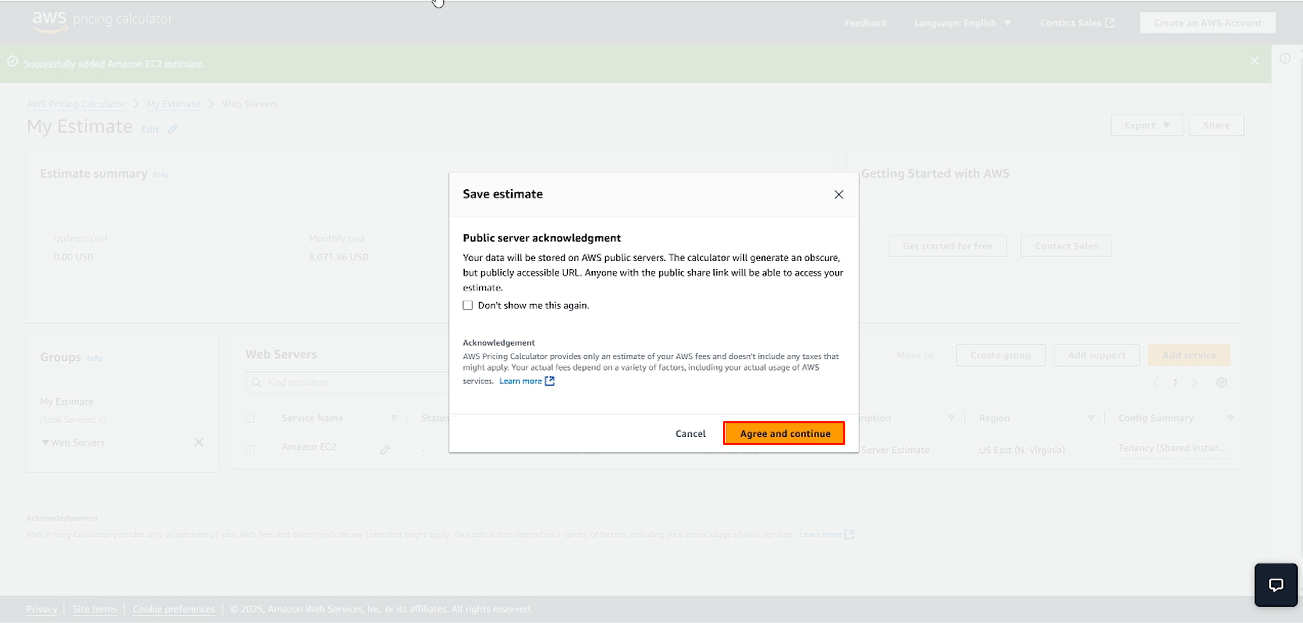 aws pricing calculator
Feedback
Language: English
Contact Sales
Create an AWS Account
Successfully added Amazon EC2 estimate.
AWS Pricing Calculator
My Estimate
Web Servers
My Estimate
Edit
Export
Share
Estimate summary
Info
Getting Started with AWS
Upfront cost
0.00 USD
Monthly cost
8,071.86 USD
Get started for free
Contact Sales
Save estimate
Public server acknowledgment
Your data will be stored on AWS public servers. The calculator will generate an obscure,
but publicly accessible URL. Anyone with the public share link will be able to access your
estimate.
Don't show me this again.
Acknowledgement
AWS Pricing Calculator provides only an estimate of your AWS fees and doesn't include any taxes that
might apply. Your actual fees depend on a variety of factors, including your actual usage of AWS
services. Learn more
Cancel
Agree and continue
Groups
Info
My Estimate
(Total Services: 1)
Web Servers
Web Servers
Move to
Create group
Add support
Add service
Find resources
1
Service Name
Status
ription
Region
Config Summary
Amazon EC2
-
Server Estimate
US East (N. Virginia)
Tenancy (Shared Instan...
Acknowledgement
AWS Pricing Calculator provides only an estimate of your AWS fees and doesn't include any taxes that might apply. Your actual fees depend on a variety of factors, including your actual usage of AWS services. Learn more
Privacy
Site terms
Cookie preferences
© 2025, Amazon Web Services, Inc. or its affiliates. All rights reserved.